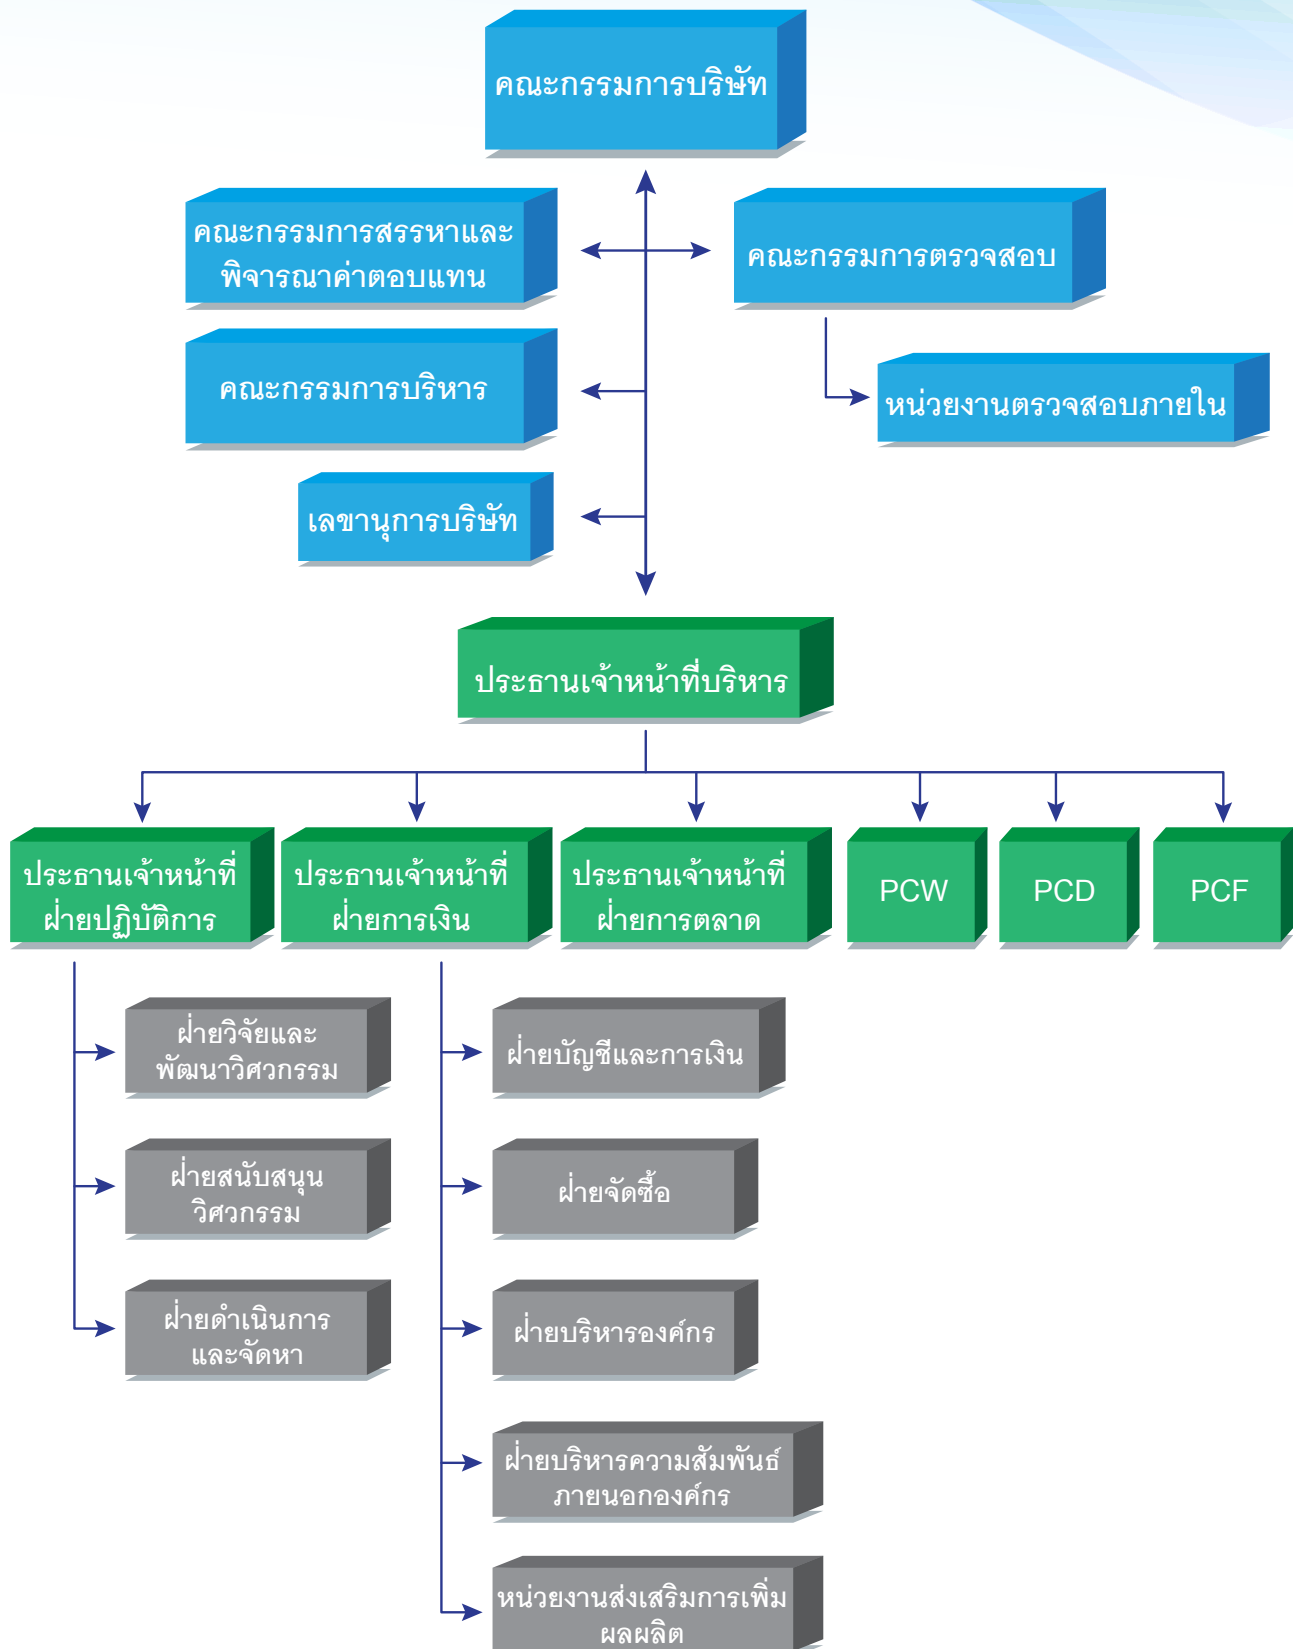 คณะกรรมการบริษัท
คณะกรรมการสรรหาและ
พิจารณาค่าตอบแทน
คณะกรรมการตรวจสอบ
คณะกรรมการบริหาร
หน่วยงานตรวจสอบภายใน
เลขานุการบริษัท
ประธานเจ้าหน้าที่บริหาร
ประธานเจ้าหน้าที่
ฝ่ายปฏิบัติการ
ประธานเจ้าหน้าที่
ฝ่ายการเงิน
ประธานเจ้าหน้าที่
ฝ่ายการตลาด
PCW
PCD
PCF
ฝ่ายวิจัยและ
พัฒนาวิศวกรรม
ฝ่ายสนับสนุน
วิศวกรรม
ฝ่ายดำเนินการ
และจัดหา
ฝ่ายบัญชีและการเงิน
ฝ่ายจัดซื้อ
ฝ่ายบริหารองค์กร
ฝ่ายบริหารความสัมพันธ์
ภายนอกองค์กร
หน่วยงานส่งเสริมการเพิ่ม
ผลผลิต